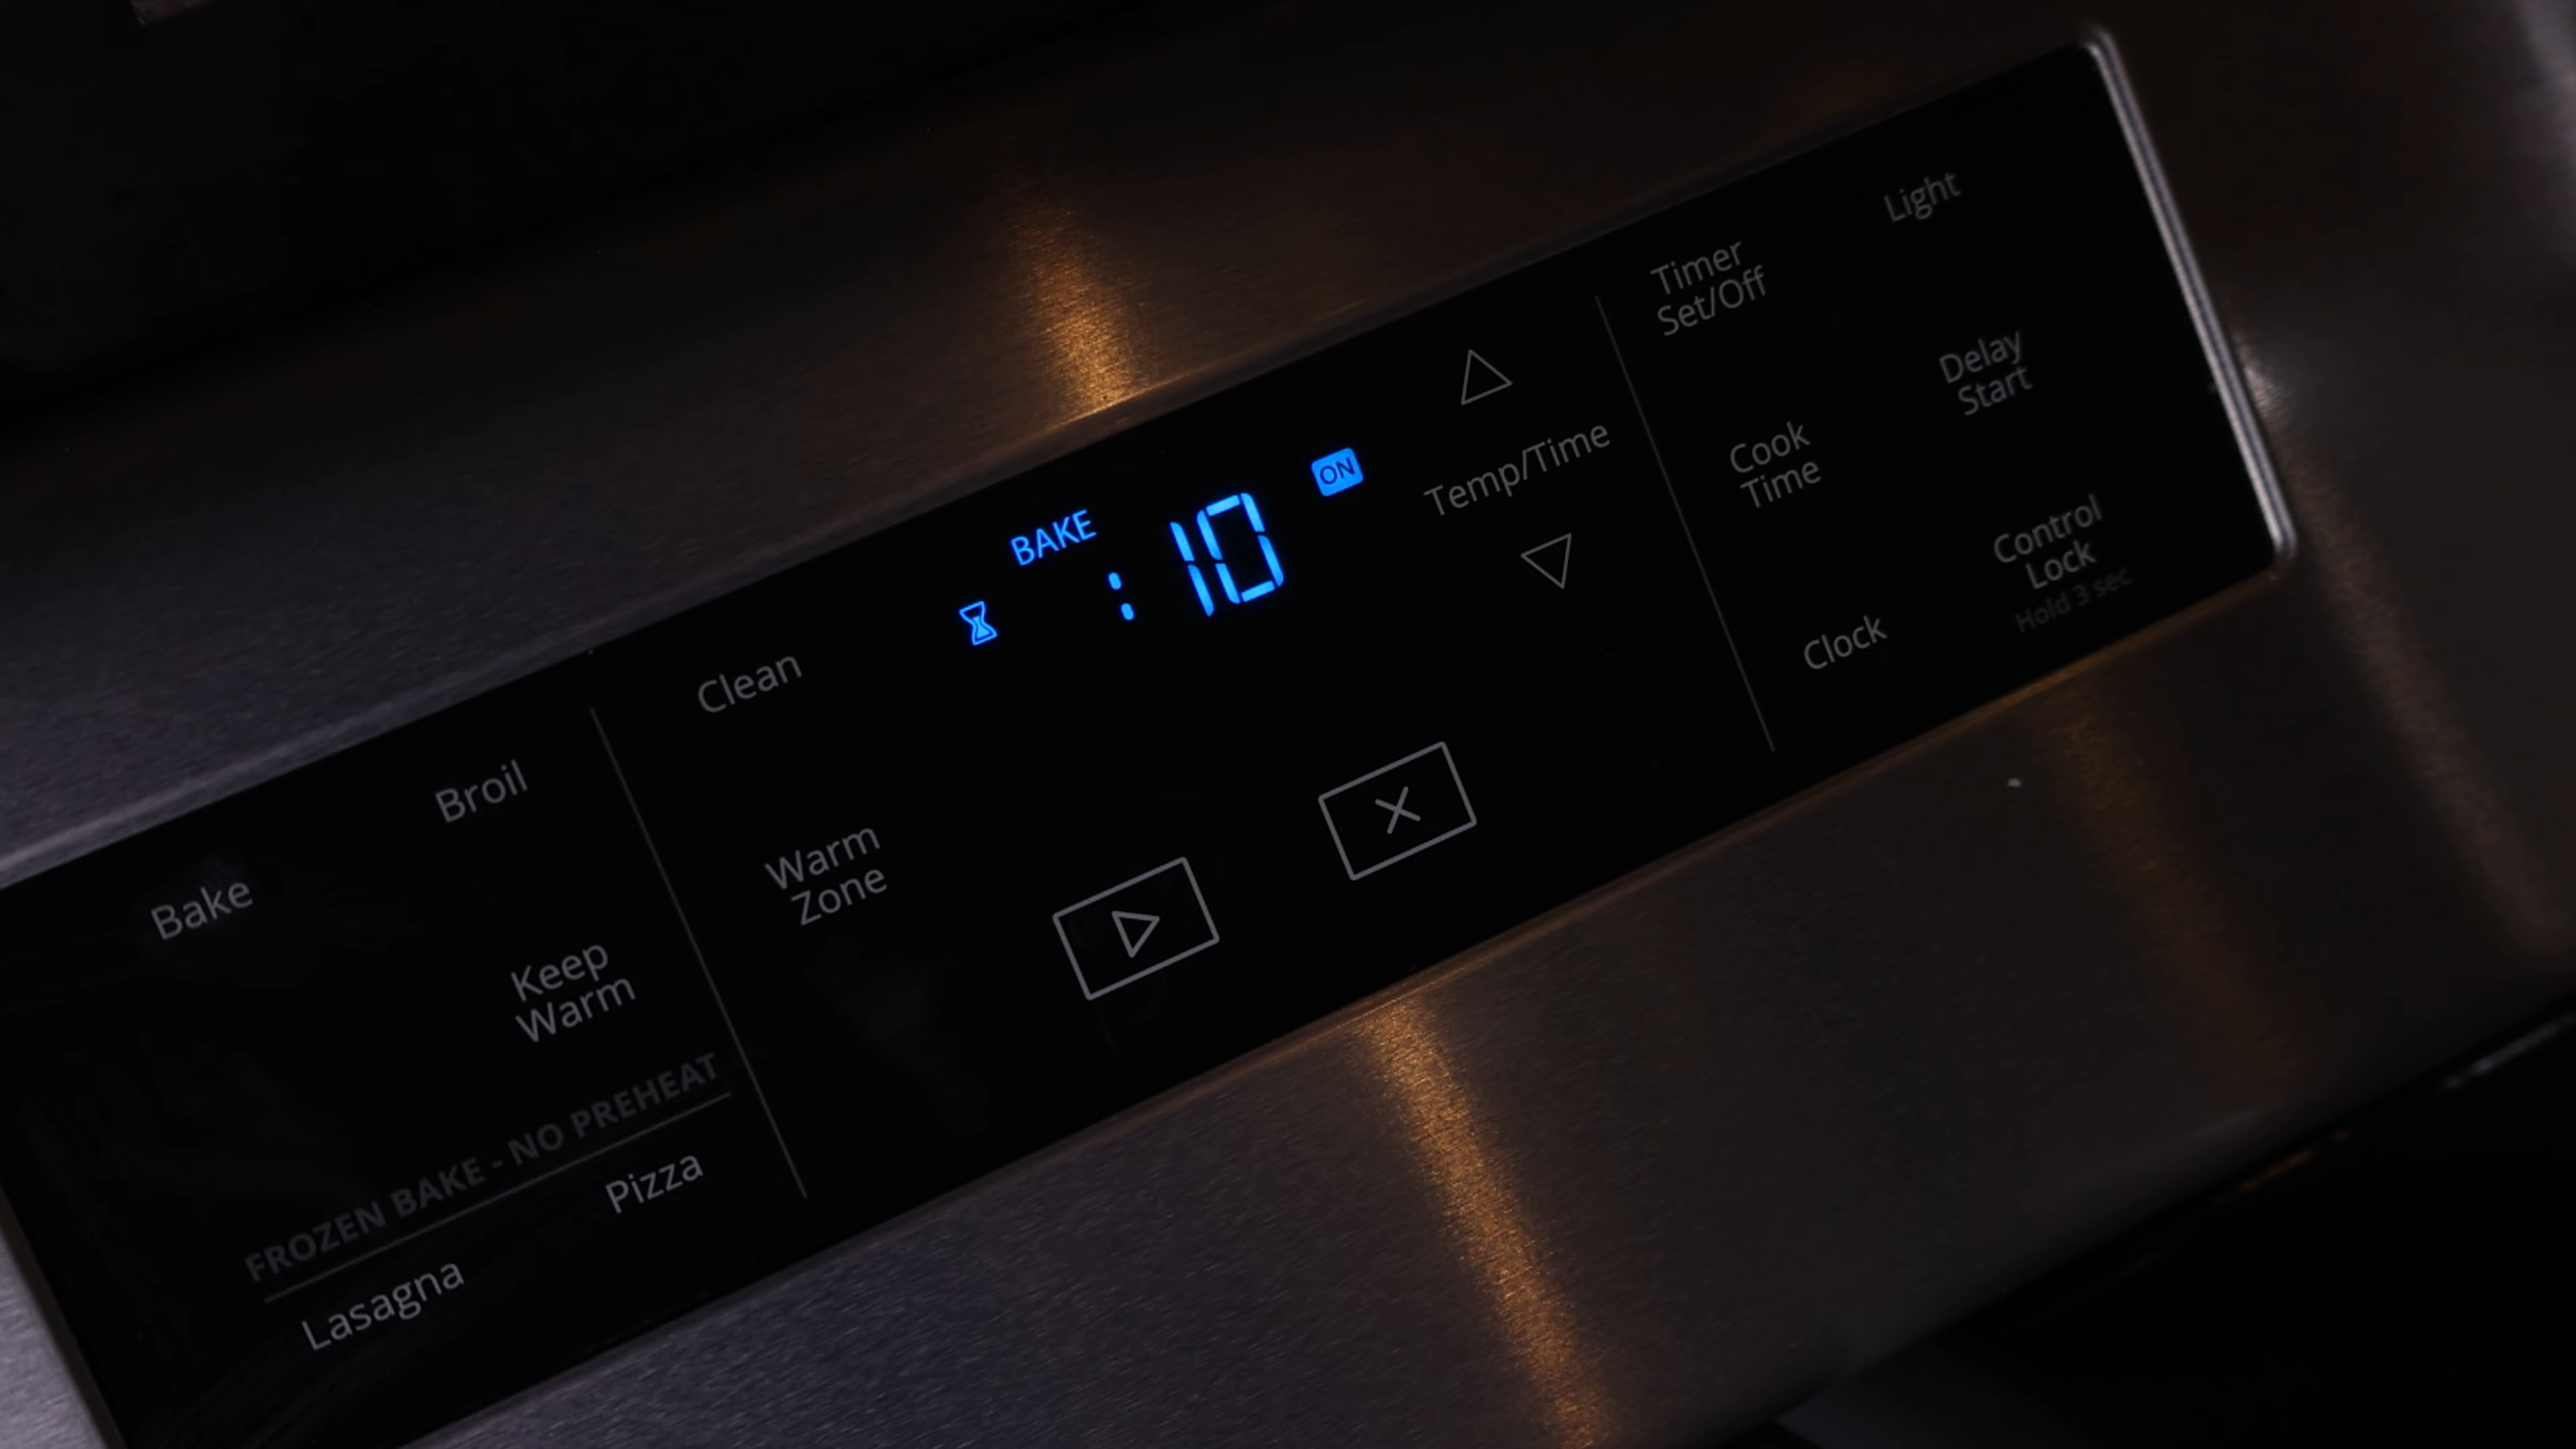 Bake
Broil
Keep
Warm
FROZEN BAKE - NO PREHEAT
Lasagna
Pizza
Clean
Warm
Zone
BAKE
:10
ON
Temp/Time
Timer
Set/Off
Light
Cook
Time
Delay
Start
Clock
Control
Lock
Hold 3 sec